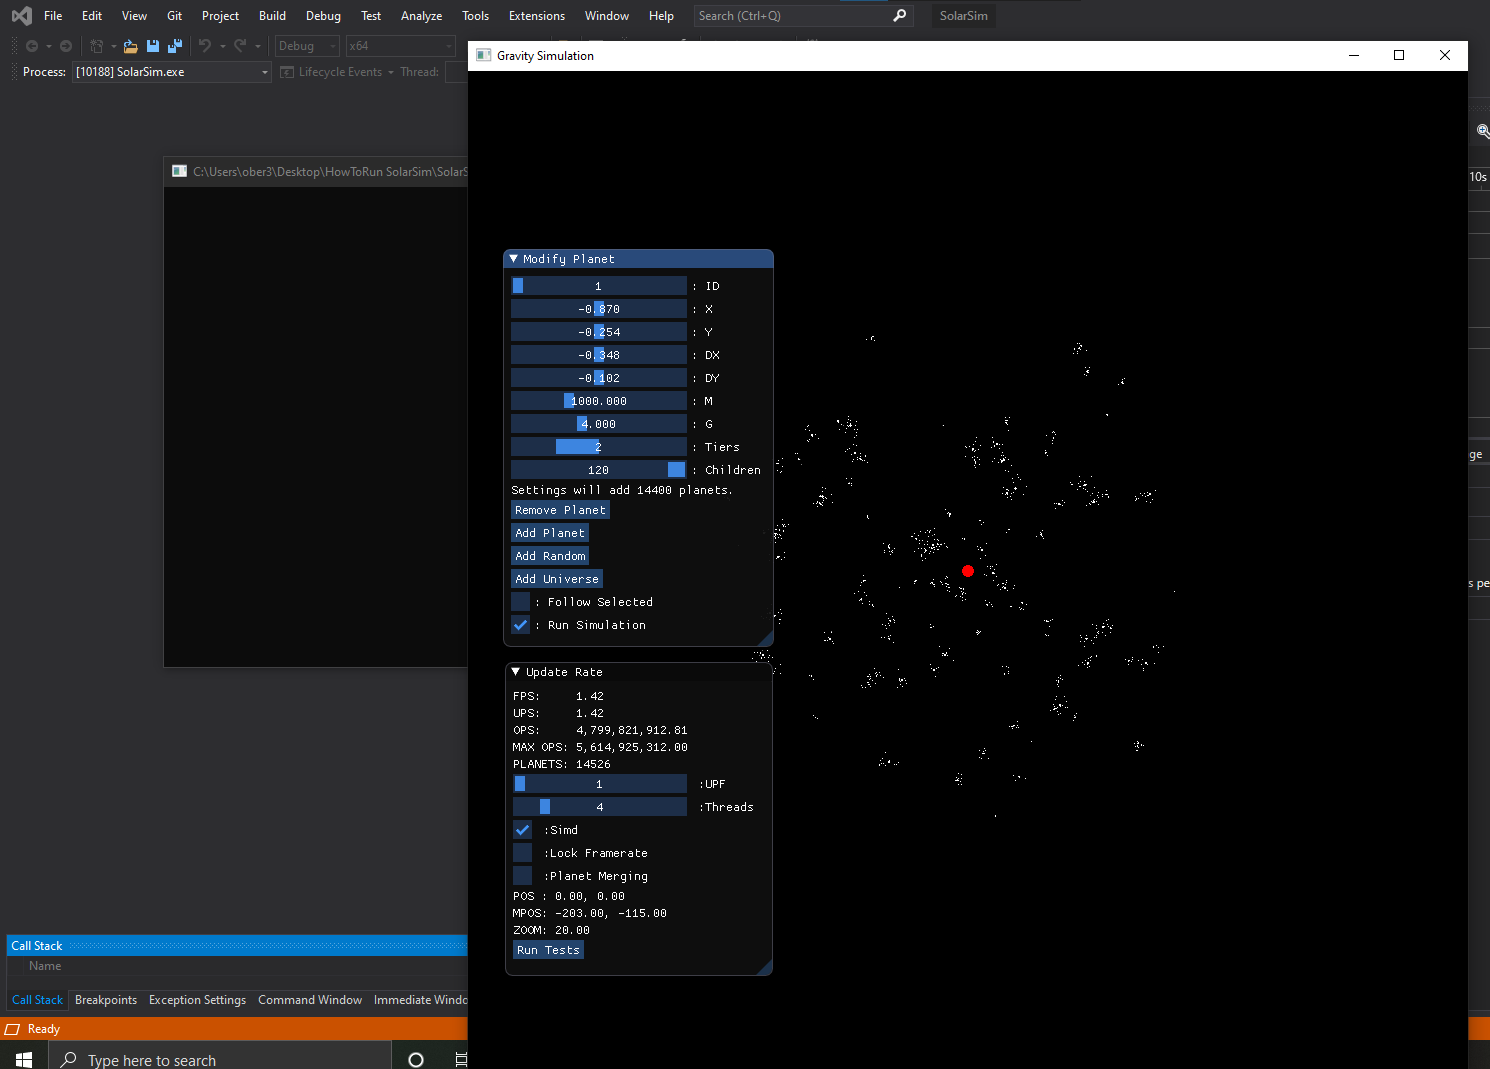 File Edit View Git Project Build Debug Test Analyze Tools Extensions Window Help Search (Ctrl+Q) SolarSim
Debug x64
Process: [10188] SolarSim.exe Lifecycle Events Thread:
Gravity Simulation
C:\Users\ober3\Desktop\HowToRun SolarSim\SolarS
10s
Modify Planet
1 : ID
-0.870 : X
-0.254 : Y
-0.348 : DX
-0.102 : DY
1000.000 : M
4.000 : G
2 : Tiers
120 : Children
Settings will add 14400 planets.
Remove Planet
Add Planet
Add Random
Add Universe
: Follow Selected
: Run Simulation
ge
s pe
Update Rate
FPS: 1.42
UPS: 1.42
OPS: 4,799,821,912.81
MAX OPS: 5,614,925,312.00
PLANETS: 14526
1 :UPF
4 :Threads
:Simd
:Lock Framerate
:Planet Merging
POS : 0.00, 0.00
MPOS: -203.00, -115.00
ZOOM: 20.00
Run Tests
Call Stack
Name
Call Stack Breakpoints Exception Settings Command Window Immediate Windo
Ready
Type here to search